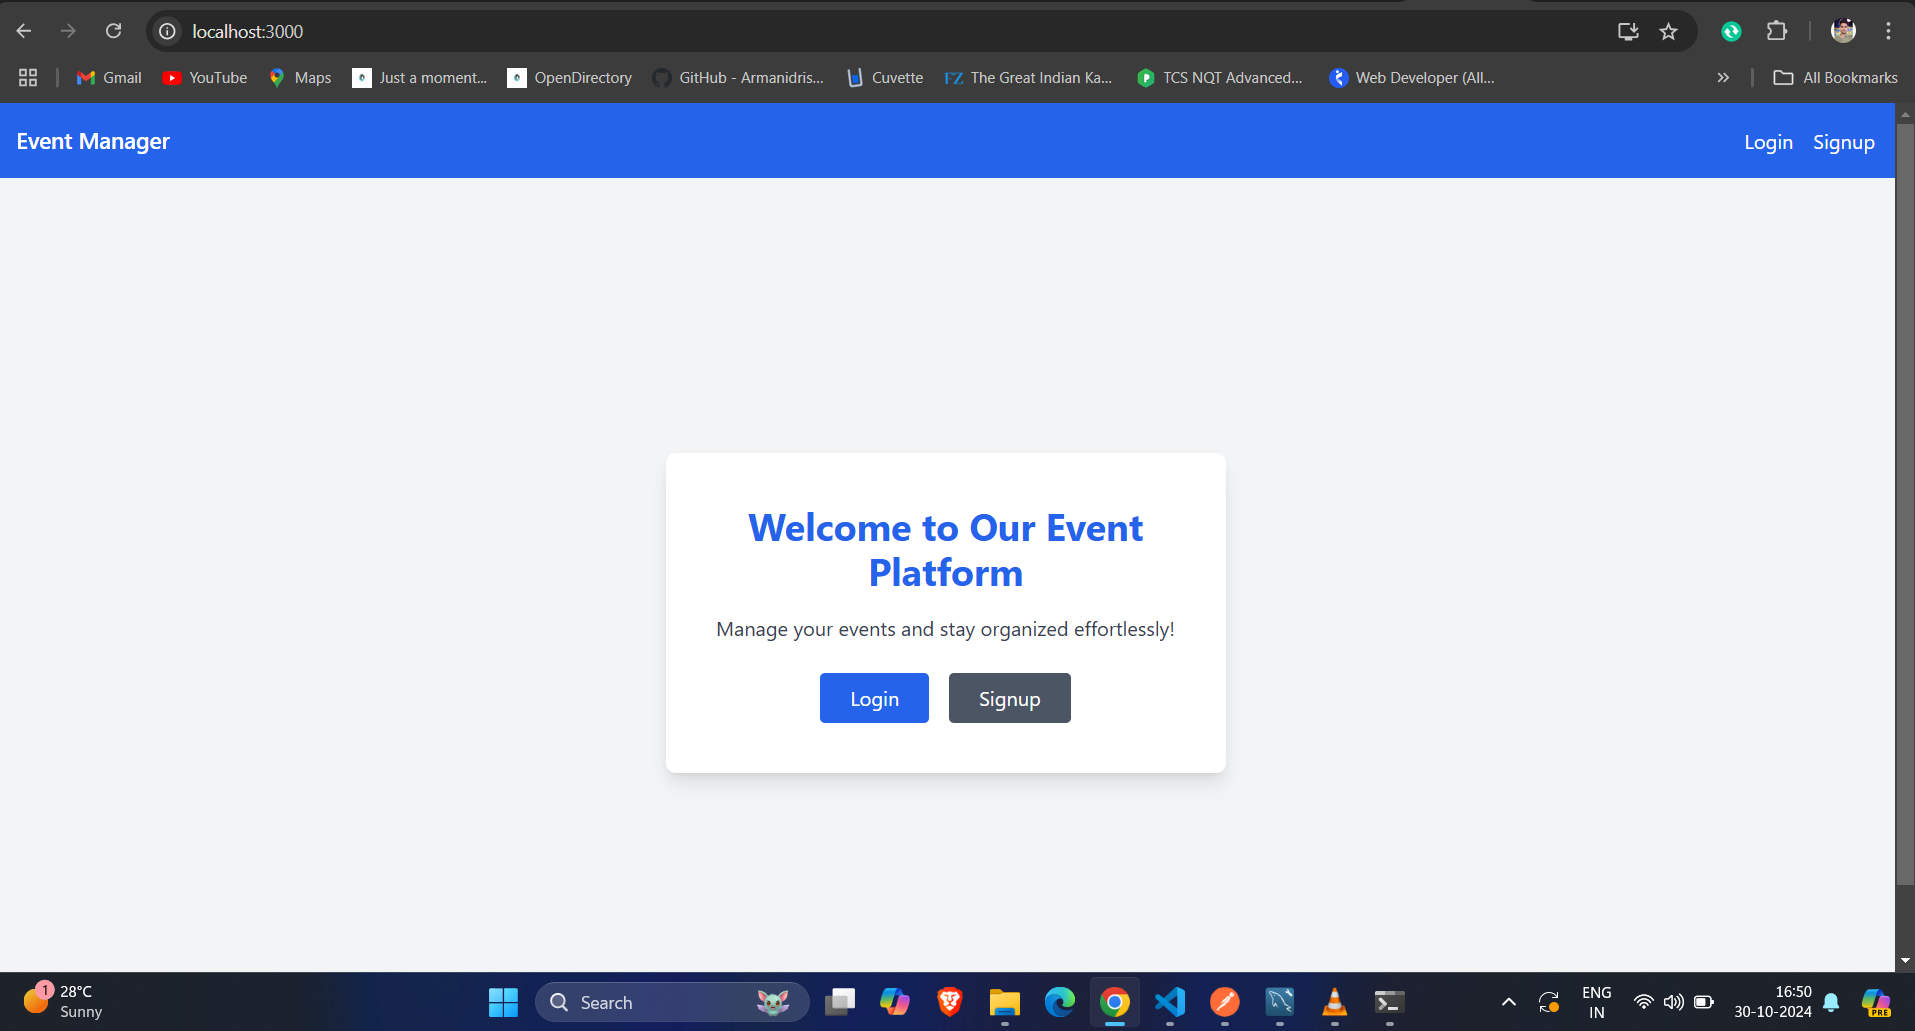 localhost:3000
Gmail YouTube Maps Just a moment... OpenDirectory GitHub - Armanidris... Cuvette FZ The Great Indian Ka... TCS NQT Advanced... Web Developer (All... » All Bookmarks
Event Manager Login Signup
Welcome to Our Event
Platform
Manage your events and stay organized effortlessly!
Login Signup
1 28°C
Sunny
Search
ENG
IN
16:50
30-10-2024
PRE